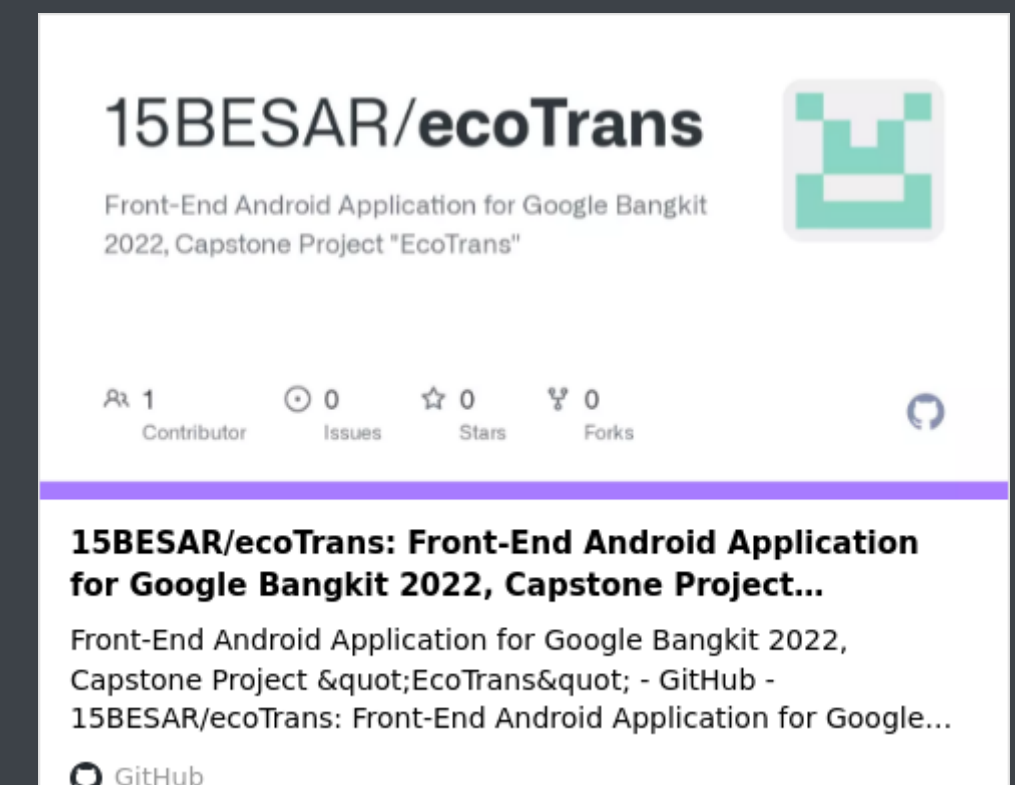 15BESAR/ecoTrans
Front-End Android Application for Google Bangkit
2022, Capstone Project "EcoTrans"
1 0 0 0
Contributor Issues Stars Forks
15BESAR/ecoTrans: Front-End Android Application
for Google Bangkit 2022, Capstone Project…
Front-End Android Application for Google Bangkit 2022,
Capstone Project &quot;EcoTrans&quot; - GitHub -
15BESAR/ecoTrans: Front-End Android Application for Google…
GitHub